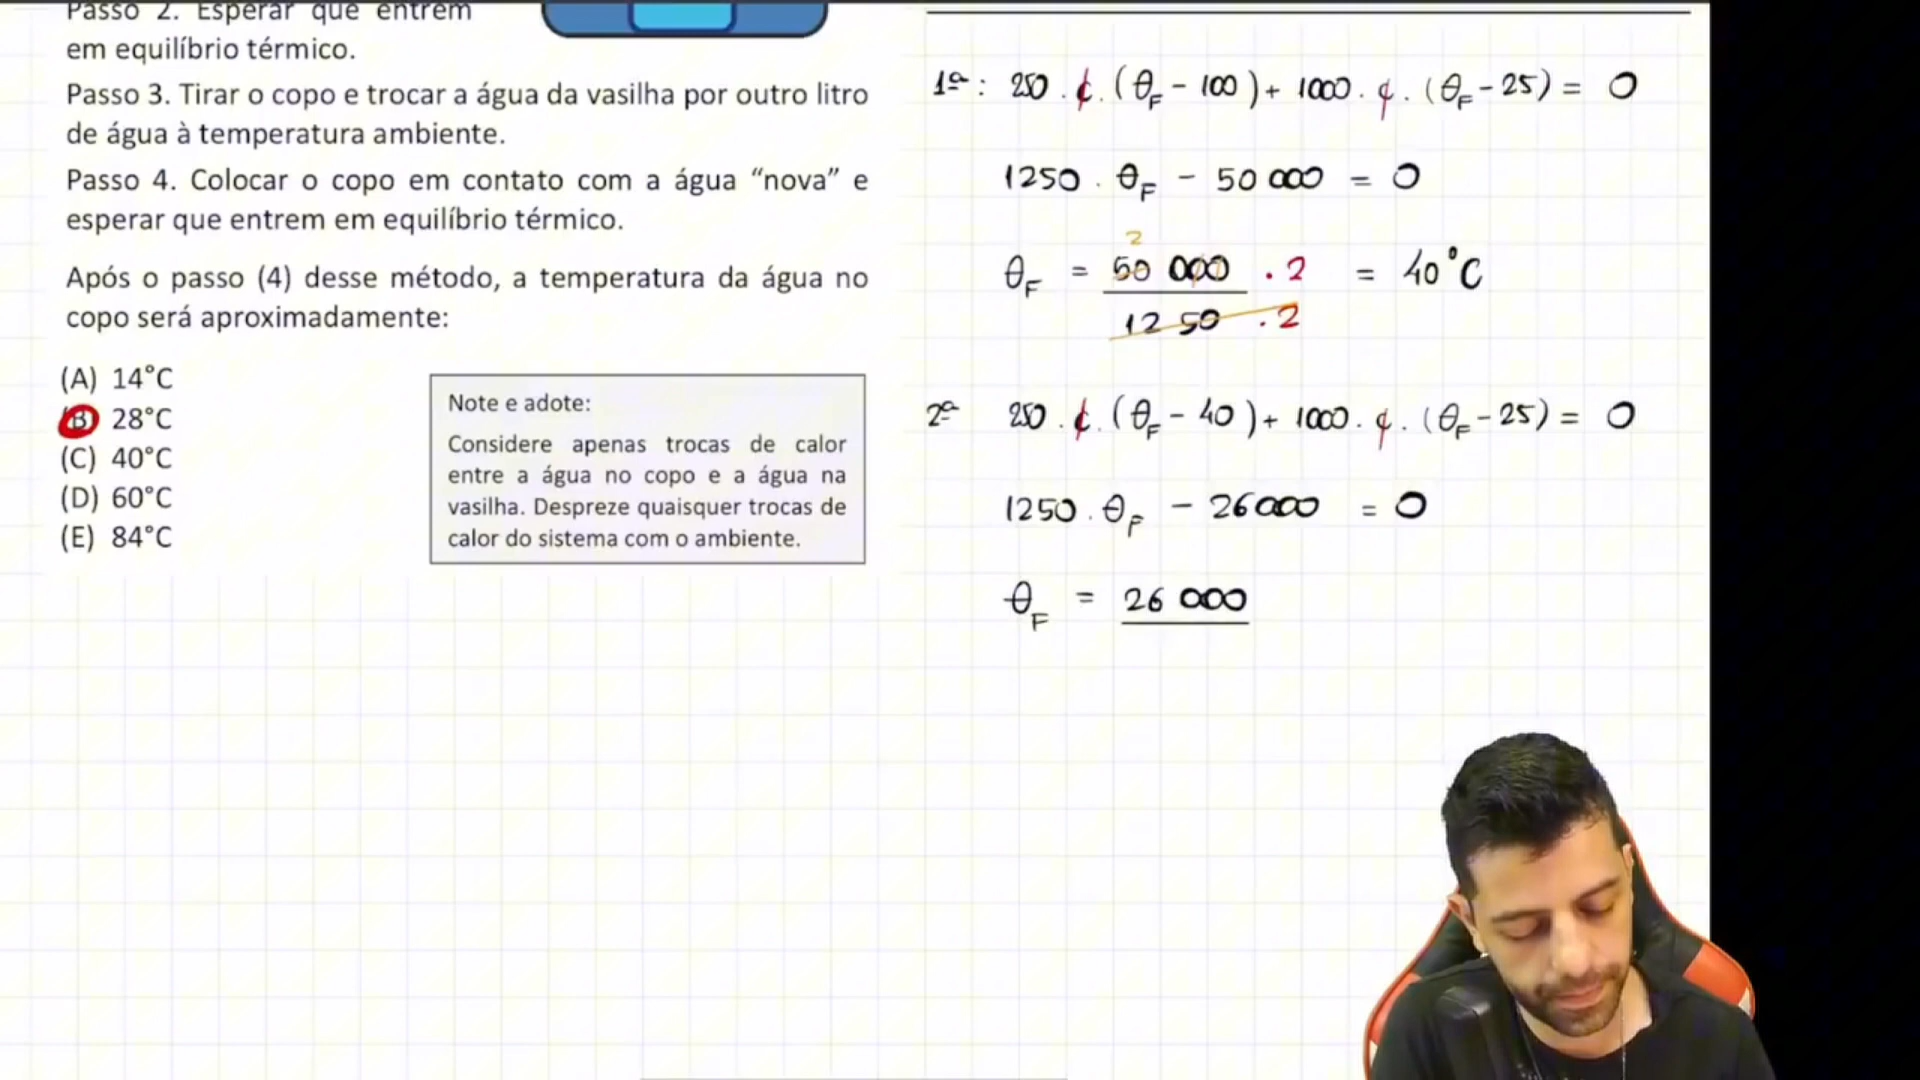 Passo 2. Esperar que entrem
em equilíbrio térmico.
Passo 3. Tirar o copo e trocar a água da vasilha por outro litro
de água à temperatura ambiente.
Passo 4. Colocar o copo em contato com a água “nova” e
esperar que entrem em equilíbrio térmico.
Após o passo (4) desse método, a temperatura da água no
copo será aproximadamente:
(A) 14°C
(B) 28°C
(C) 40°C
(D) 60°C
(E) 84°C
Note e adote:
Considere apenas trocas de calor
entre a água no copo e a água na
vasilha. Despreze quaisquer trocas de
calor do sistema com o ambiente.
1ª: 250 . c . (θF - 100) + 1000 . c . (θF - 25) = 0
1250 . θF - 50 000 = 0
2
θF = 50 000 . 2 = 40°C
1250 . 2
2ª 250 . c . (θF - 40) + 1000 . c . (θF - 25) = 0
1250 . θF - 26000 = 0
θF = 26 000